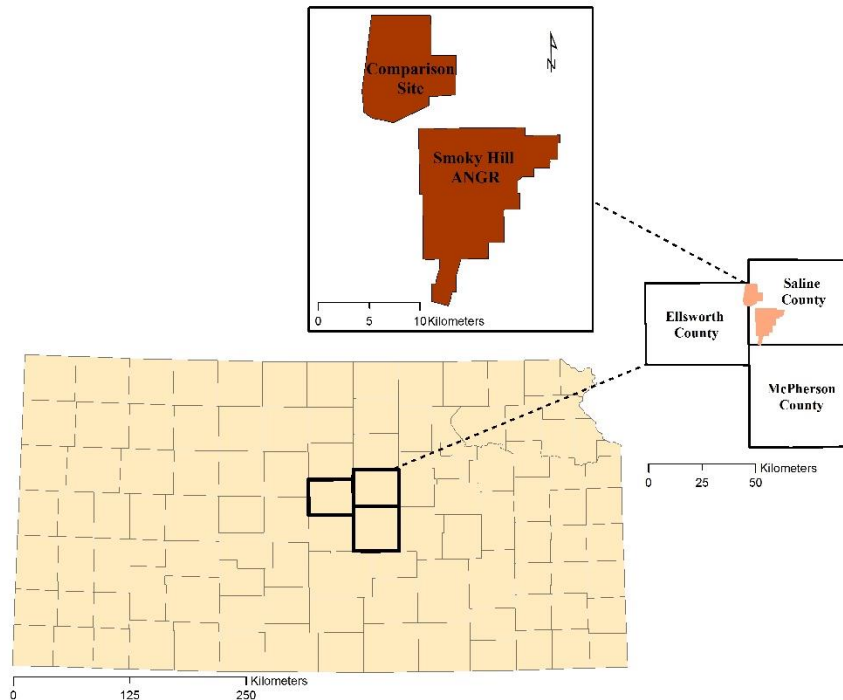 Comparison
Site
N
Smoky Hill
ANGR
0 5 10 Kilometers
Saline
County
Ellsworth
County
McPherson
County
Kilometers
0 25 50
Kilometers
0 125 250